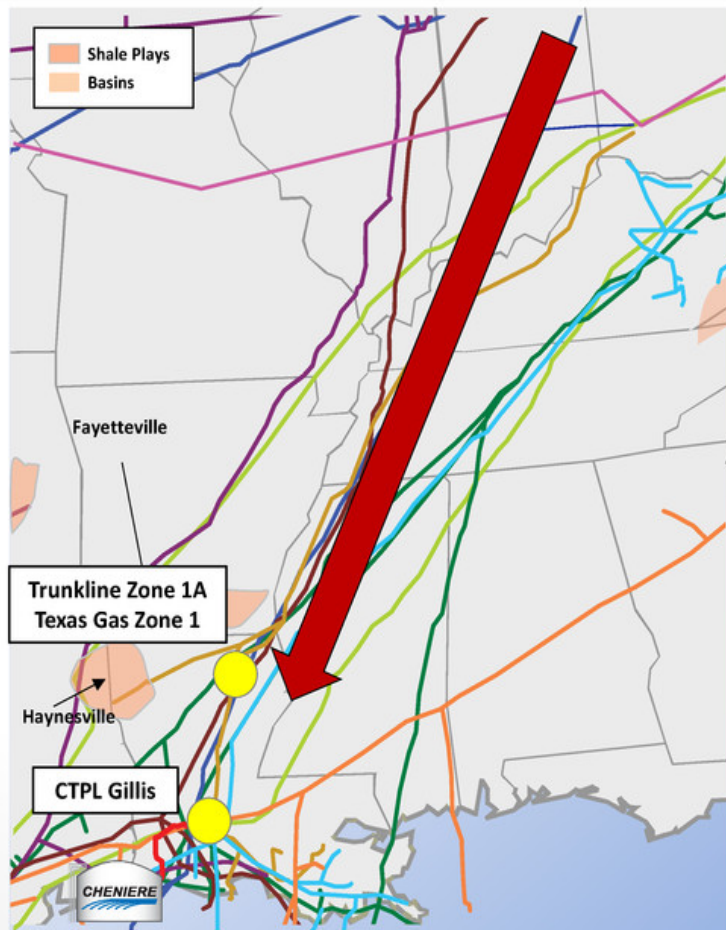 Shale Plays
Basins
Fayetteville
Trunkline Zone 1A
Texas Gas Zone 1
Haynesville
CTPL Gillis
CHENIERE